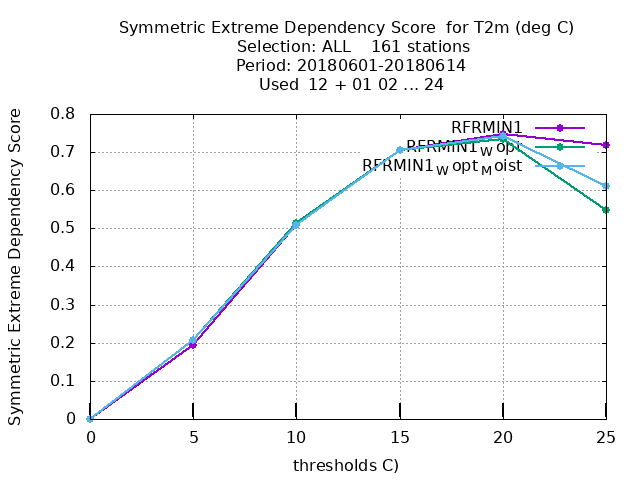 Symmetric Extreme Dependency Score for T2m (deg C)
Selection: ALL 161 stations
Period: 20180601-20180614
Used 12 + 01 02 ... 24
Symmetric Extreme Dependency Score
0.8
0.7
0.6
0.5
0.4
0.3
0.2
0.1
0
RFRMIN1
RFRMIN1Wopt
RFRMIN1WoptMoist
0 5 10 15 20 25
thresholds C)